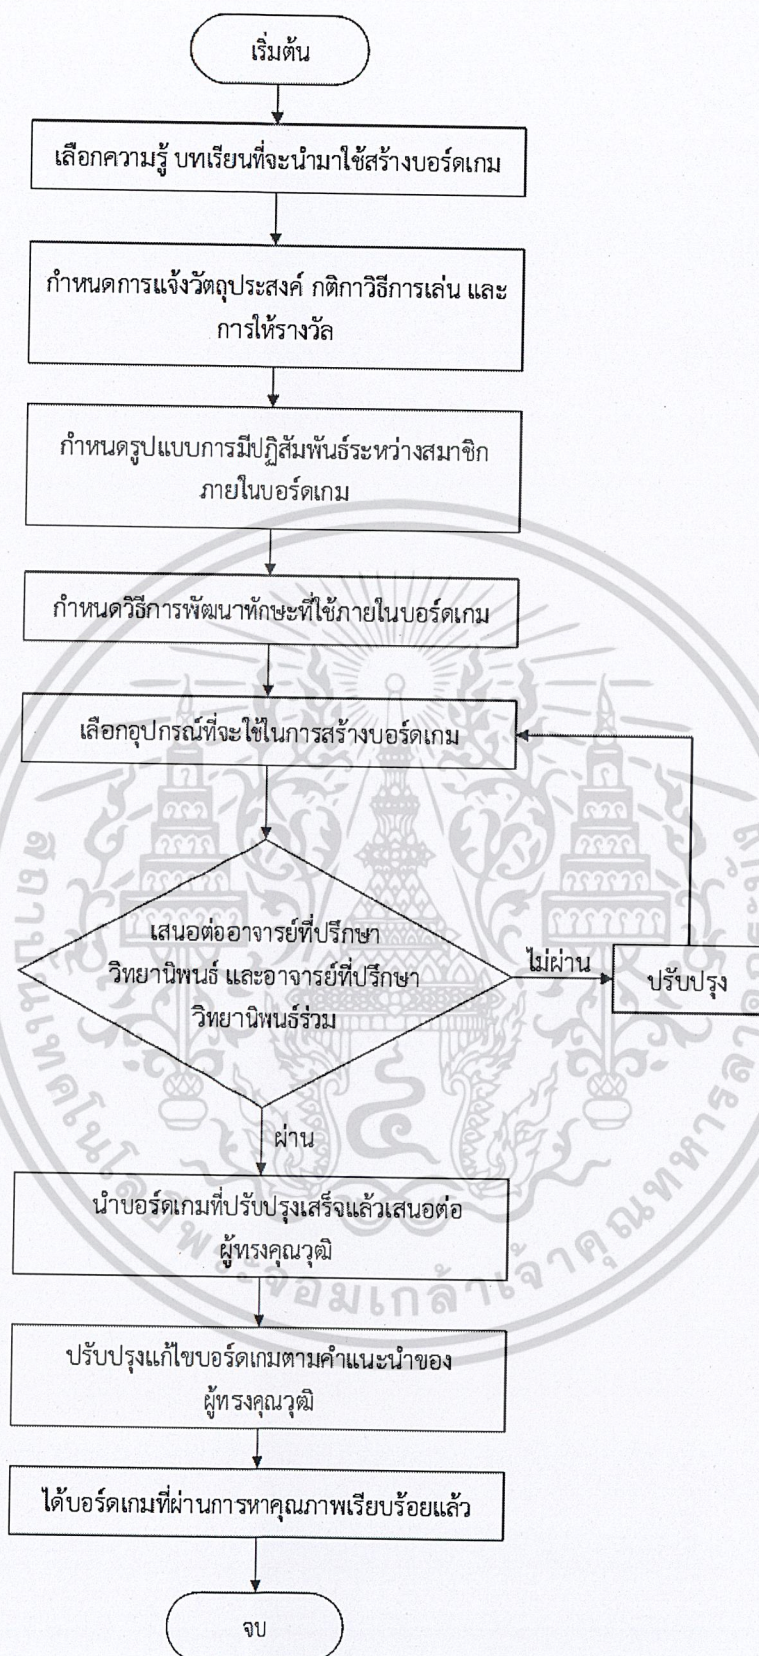 เริ่มต้น
เลือกความรู้ บทเรียนที่จะนำมาใช้สร้างบอร์ดเกม
กำหนดการแจ้งวัตถุประสงค์ กติกาวิธีการเล่น และ
การให้รางวัล
กำหนดรูปแบบการมีปฏิสัมพันธ์ระหว่างสมาชิก
ภายในบอร์ดเกม
กำหนดวิธีการพัฒนาทักษะที่ใช้ภายในบอร์ดเกม
เลือกอุปกรณ์ที่จะใช้ในการสร้างบอร์ดเกม
เสนอต่ออาจารย์ที่ปรึกษา
วิทยานิพนธ์ และอาจารย์ที่ปรึกษา
วิทยานิพนธ์ร่วม
ไม่ผ่าน
ปรับปรุง
ผ่าน
นำบอร์ดเกมที่ปรับปรุงเสร็จแล้วเสนอต่อ
ผู้ทรงคุณวุฒิ
ปรับปรุงแก้ไขบอร์ดเกมตามคำแนะนำของ
ผู้ทรงคุณวุฒิ
ได้บอร์ดเกมที่ผ่านการหาคุณภาพเรียบร้อยแล้ว
จบ